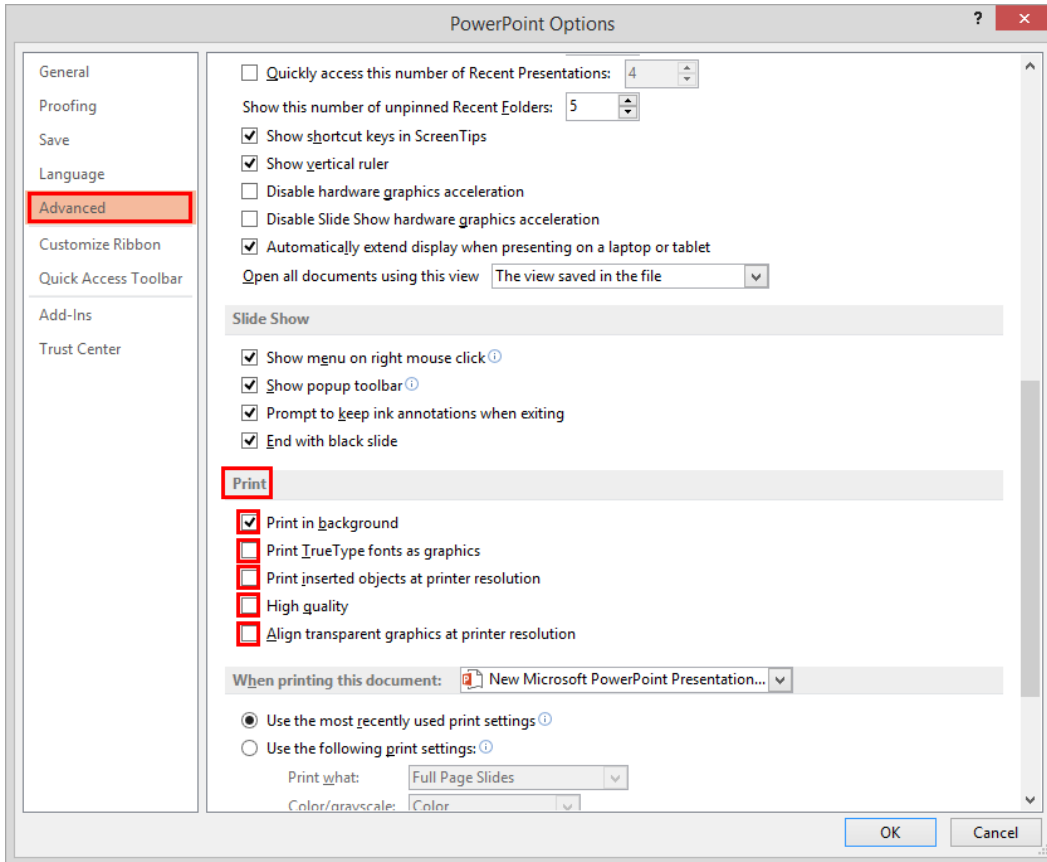 PowerPoint Options
?
General
Proofing
Save
Language
Advanced
Customize Ribbon
Quick Access Toolbar
Add-Ins
Trust Center
Quickly access this number of Recent Presentations: 4
Show this number of unpinned Recent Folders: 5
Show shortcut keys in ScreenTips
Show vertical ruler
Disable hardware graphics acceleration
Disable Slide Show hardware graphics acceleration
Automatically extend display when presenting on a laptop or tablet
Open all documents using this view The view saved in the file
Slide Show
Show menu on right mouse click
Show popup toolbar
Prompt to keep ink annotations when exiting
End with black slide
Print
Print in background
Print TrueType fonts as graphics
Print inserted objects at printer resolution
High quality
Align transparent graphics at printer resolution
When printing this document: New Microsoft PowerPoint Presentation...
Use the most recently used print settings
Use the following print settings:
Print what: Full Page Slides
Color/grayscale: Color
OK Cancel